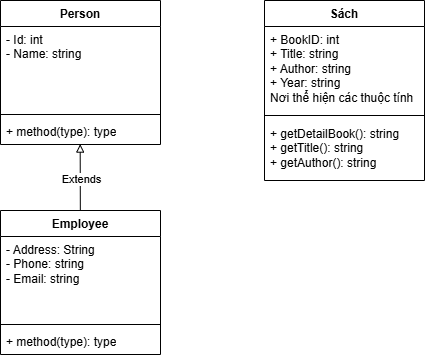 Person
- Id: int
- Name: string
+ method(type): type
Extends
Employee
- Address: String
- Phone: string
- Email: string
+ method(type): type
Sách
+ BookID: int
+ Title: string
+ Author: string
+ Year: string
Nơi thể hiện các thuộc tính
+ getDetailBook(): string
+ getTitle(): string
+ getAuthor(): string